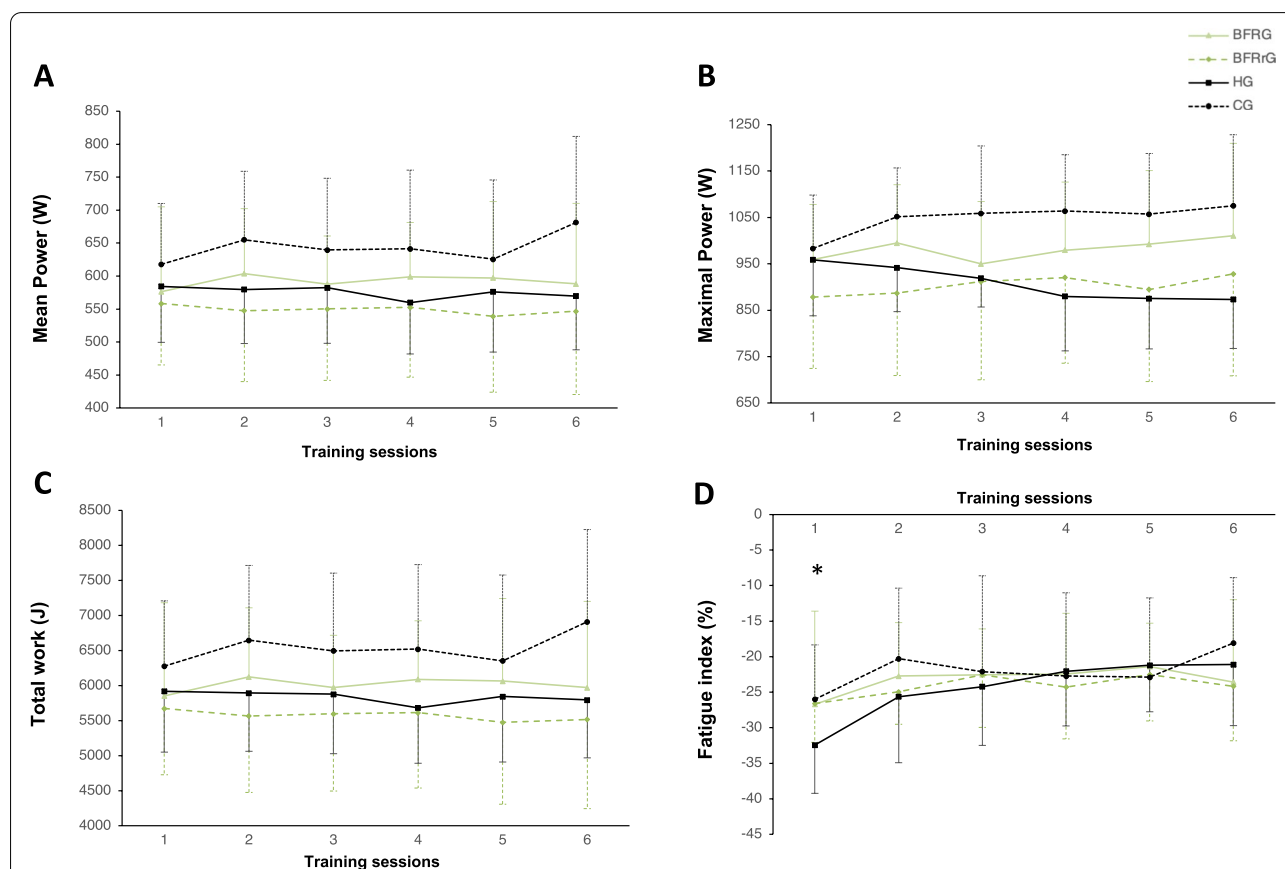 BFRG
BFRrG
HG
CG
A
Mean Power (W)
850
800
750
700
650
600
550
500
450
400
1 2 3 4 5 6
Training sessions
B
Maximal Power (W)
1250
1150
1050
950
850
750
650
1 2 3 4 5 6
Training sessions
C
Total work (J)
8500
8000
7500
7000
6500
6000
5500
5000
4500
4000
1 2 3 4 5 6
Training sessions
D
Training sessions
Fatigue index (%)
0
1 2 3 4 5 6
-5
*
-10
-15
-20
-25
-30
-35
-40
-45